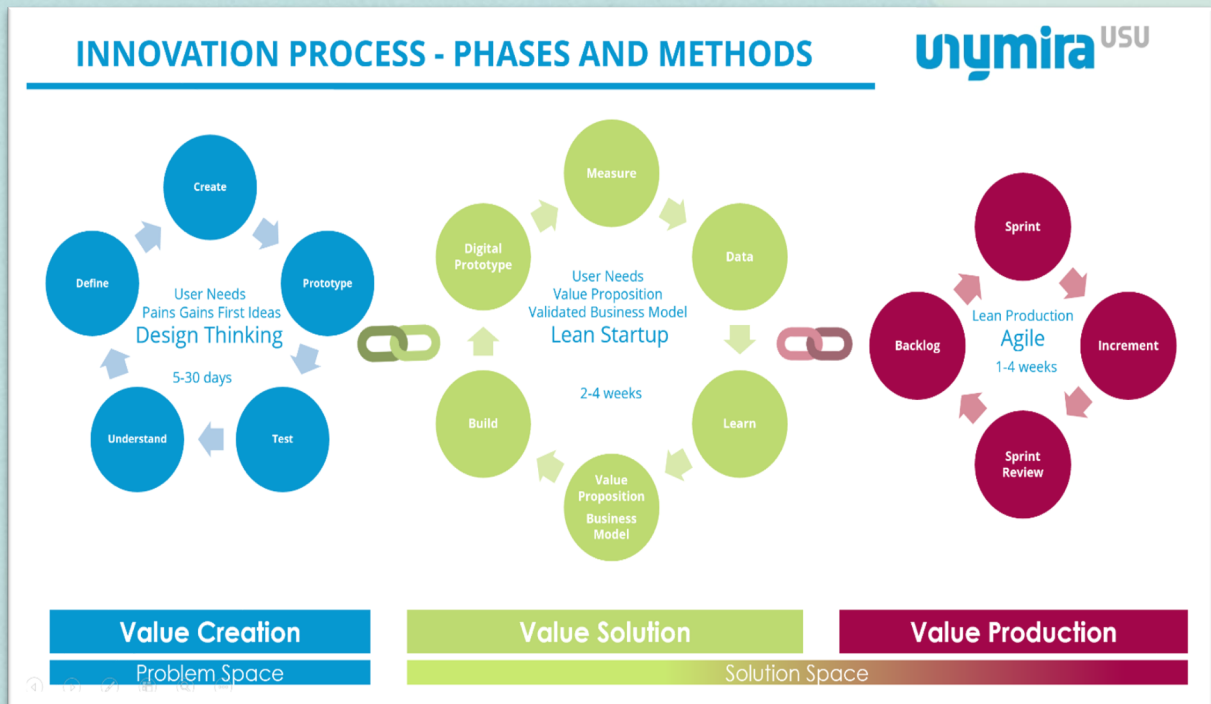 INNOVATION PROCESS - PHASES AND METHODS
unymira USU
Create
Define
Prototype
User Needs
Pains Gains First Ideas
Design Thinking
5-30 days
Understand
Test
Measure
Digital
Prototype
Data
User Needs
Value Proposition
Validated Business Model
Lean Startup
2-4 weeks
Build
Learn
Value
Proposition
Business
Model
Sprint
Backlog
Increment
Lean Production
Agile
1-4 weeks
Sprint
Review
Value Creation
Value Solution
Value Production
Problem Space
Solution Space